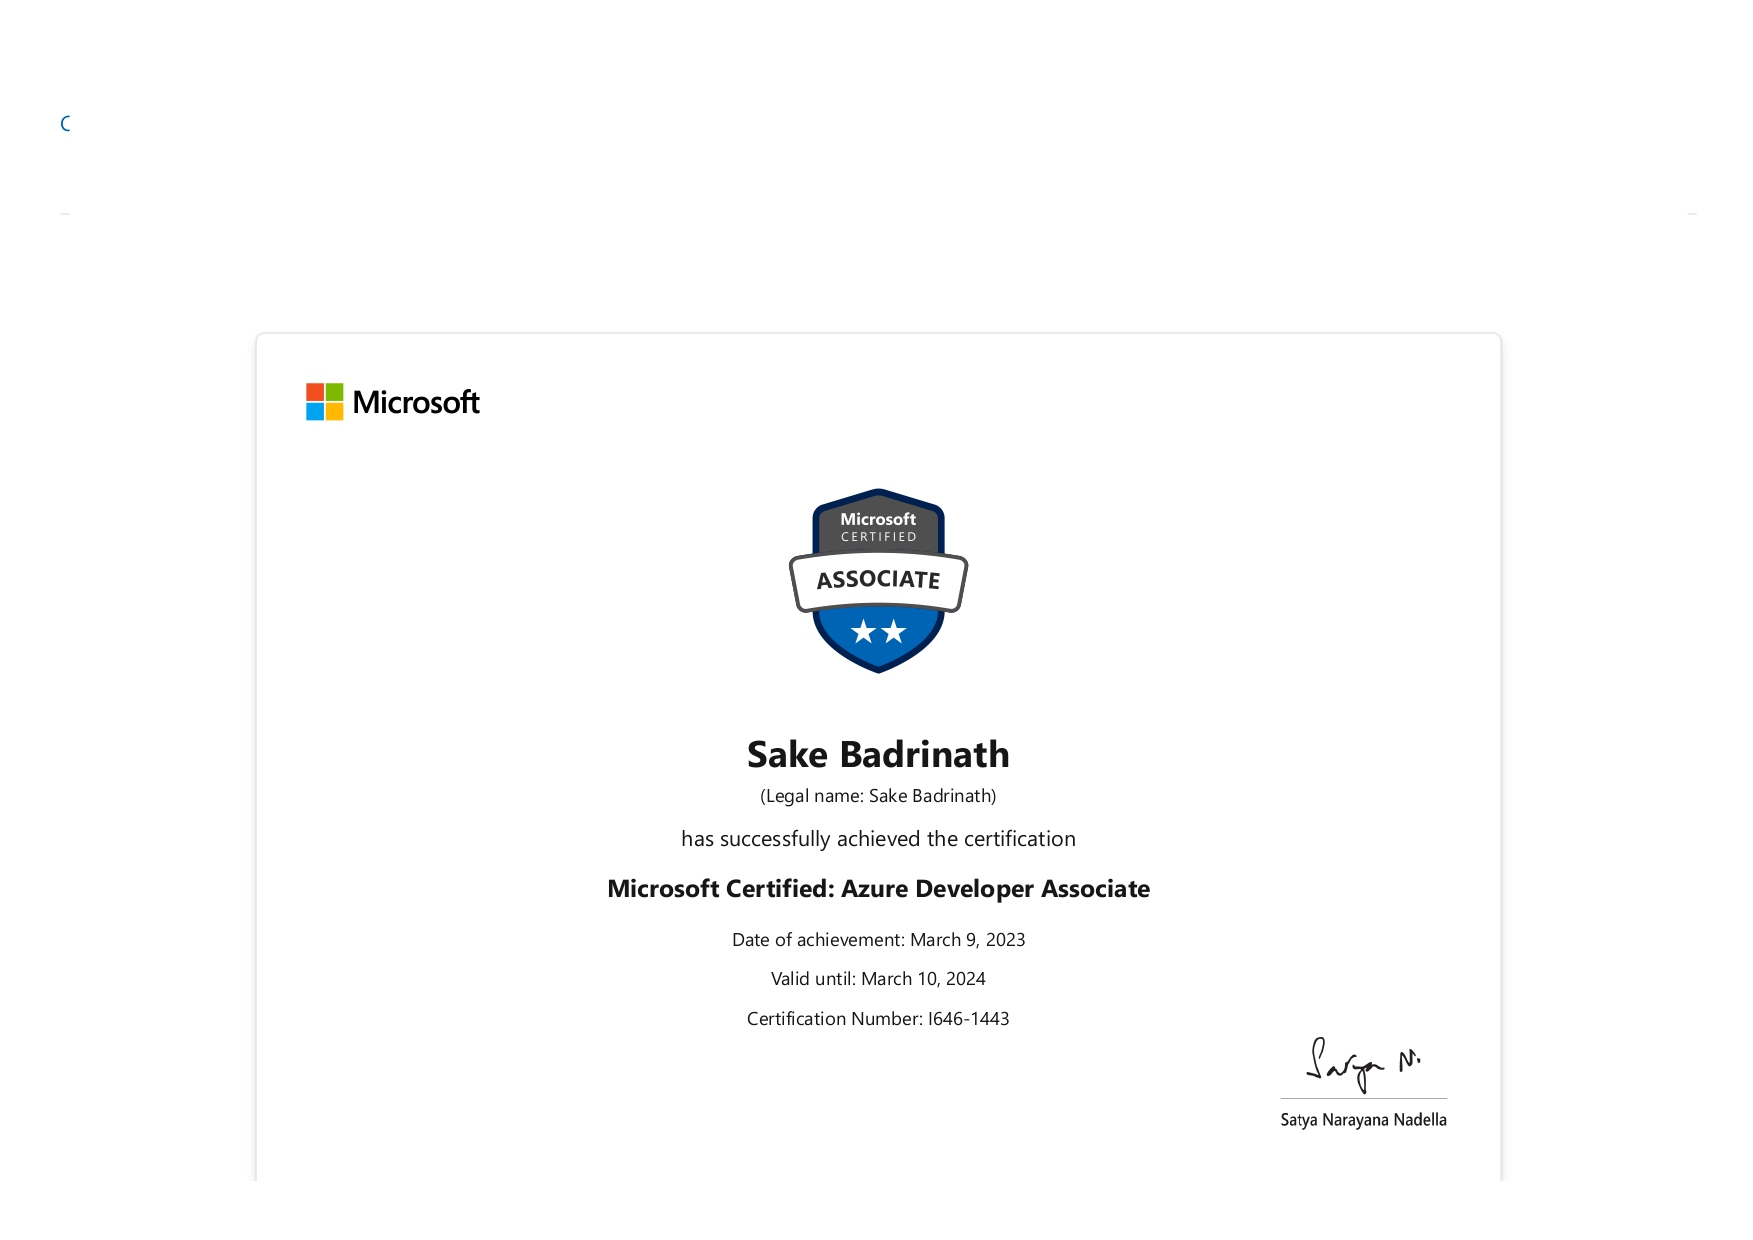 C
Microsoft
Microsoft
CERTIFIED
ASSOCIATE
Sake Badrinath
(Legal name: Sake Badrinath)
has successfully achieved the certification
Microsoft Certified: Azure Developer Associate
Date of achievement: March 9, 2023
Valid until: March 10, 2024
Certification Number: I646-1443
Satya N.
Satya Narayana Nadella